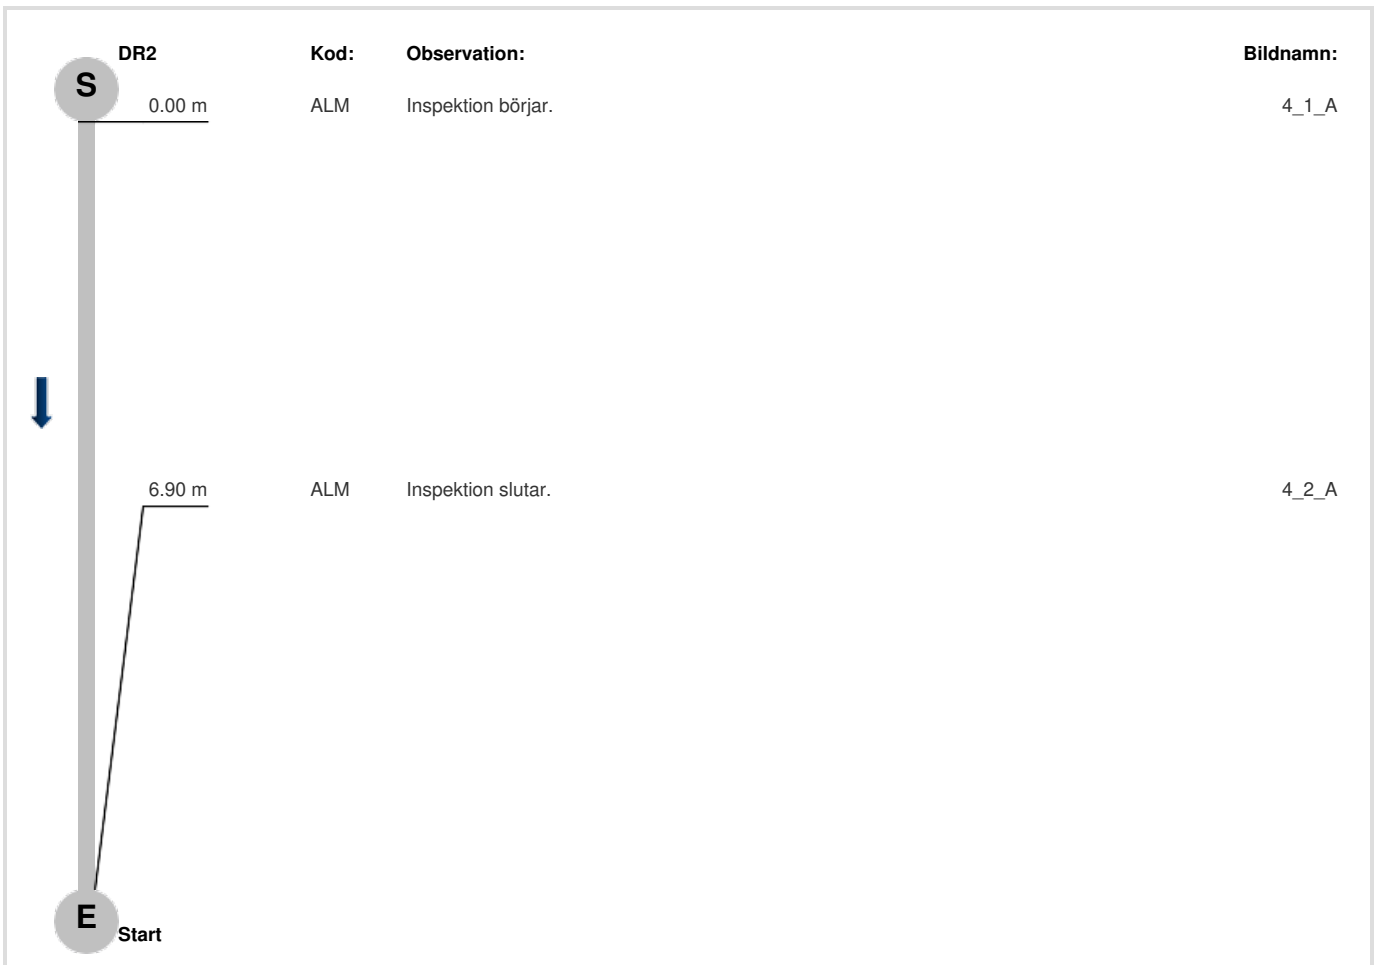 DR2 Kod: Observation: Bildnamn:
S
0.00 m ALM Inspektion börjar. 4_1_A
6.90 m ALM Inspektion slutar. 4_2_A
E
Start